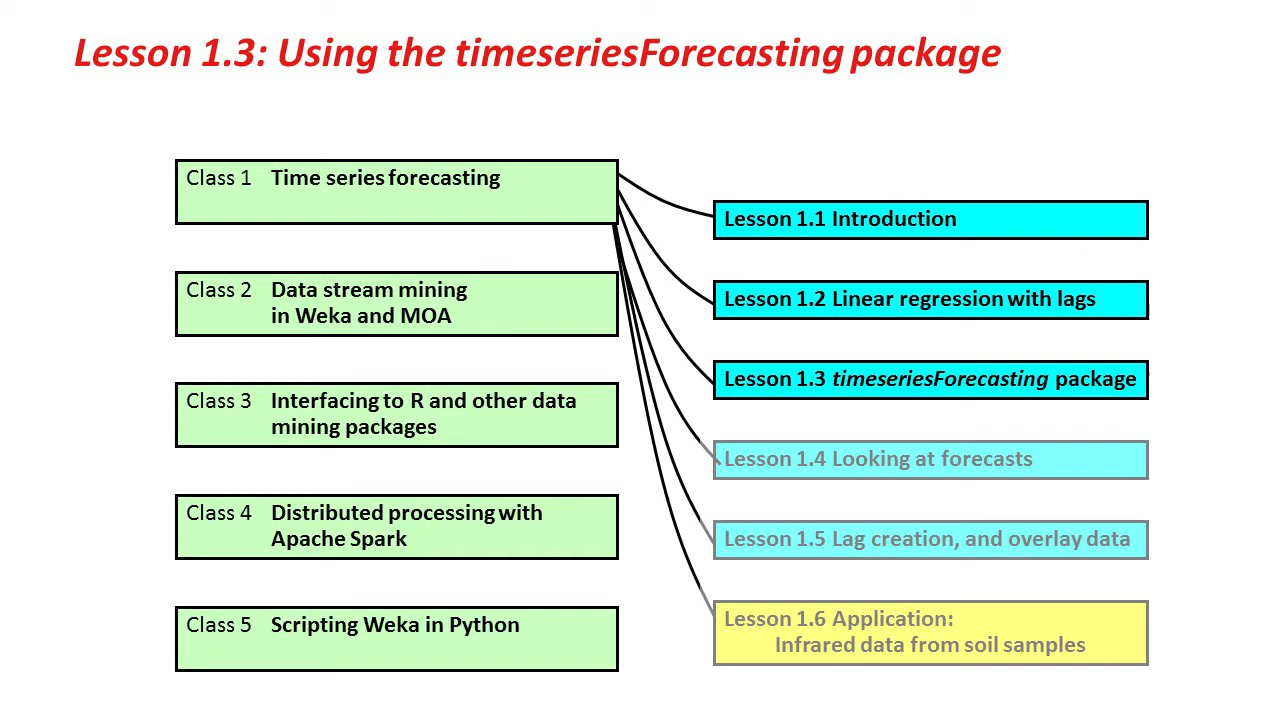 Lesson 1.3: Using the timeseriesForecasting package
Class 1 Time series forecasting
Class 2 Data stream mining
in Weka and MOA
Class 3 Interfacing to R and other data
mining packages
Class 4 Distributed processing with
Apache Spark
Class 5 Scripting Weka in Python
Lesson 1.1 Introduction
Lesson 1.2 Linear regression with lags
Lesson 1.3 timeseriesForecasting package
Lesson 1.4 Looking at forecasts
Lesson 1.5 Lag creation, and overlay data
Lesson 1.6 Application:
Infrared data from soil samples